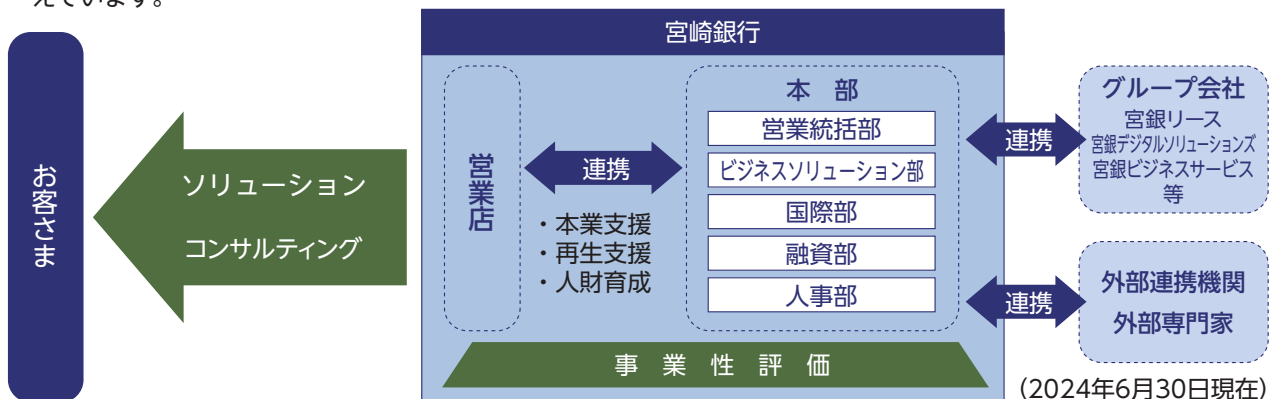 えています。
宮崎銀行
お客さま
ソリューション
コンサルティング
営業店
連携
・本業支援
・再生支援
・人財育成
本 部
営業統括部
ビジネスソリューション部
国際部
融資部
人事部
連携
グループ会社
宮銀リース
宮銀デジタルソリューションズ
宮銀ビジネスサービス
等
連携
外部連携機関
外部専門家
事 業 性 評 価
(2024年6月30日現在)